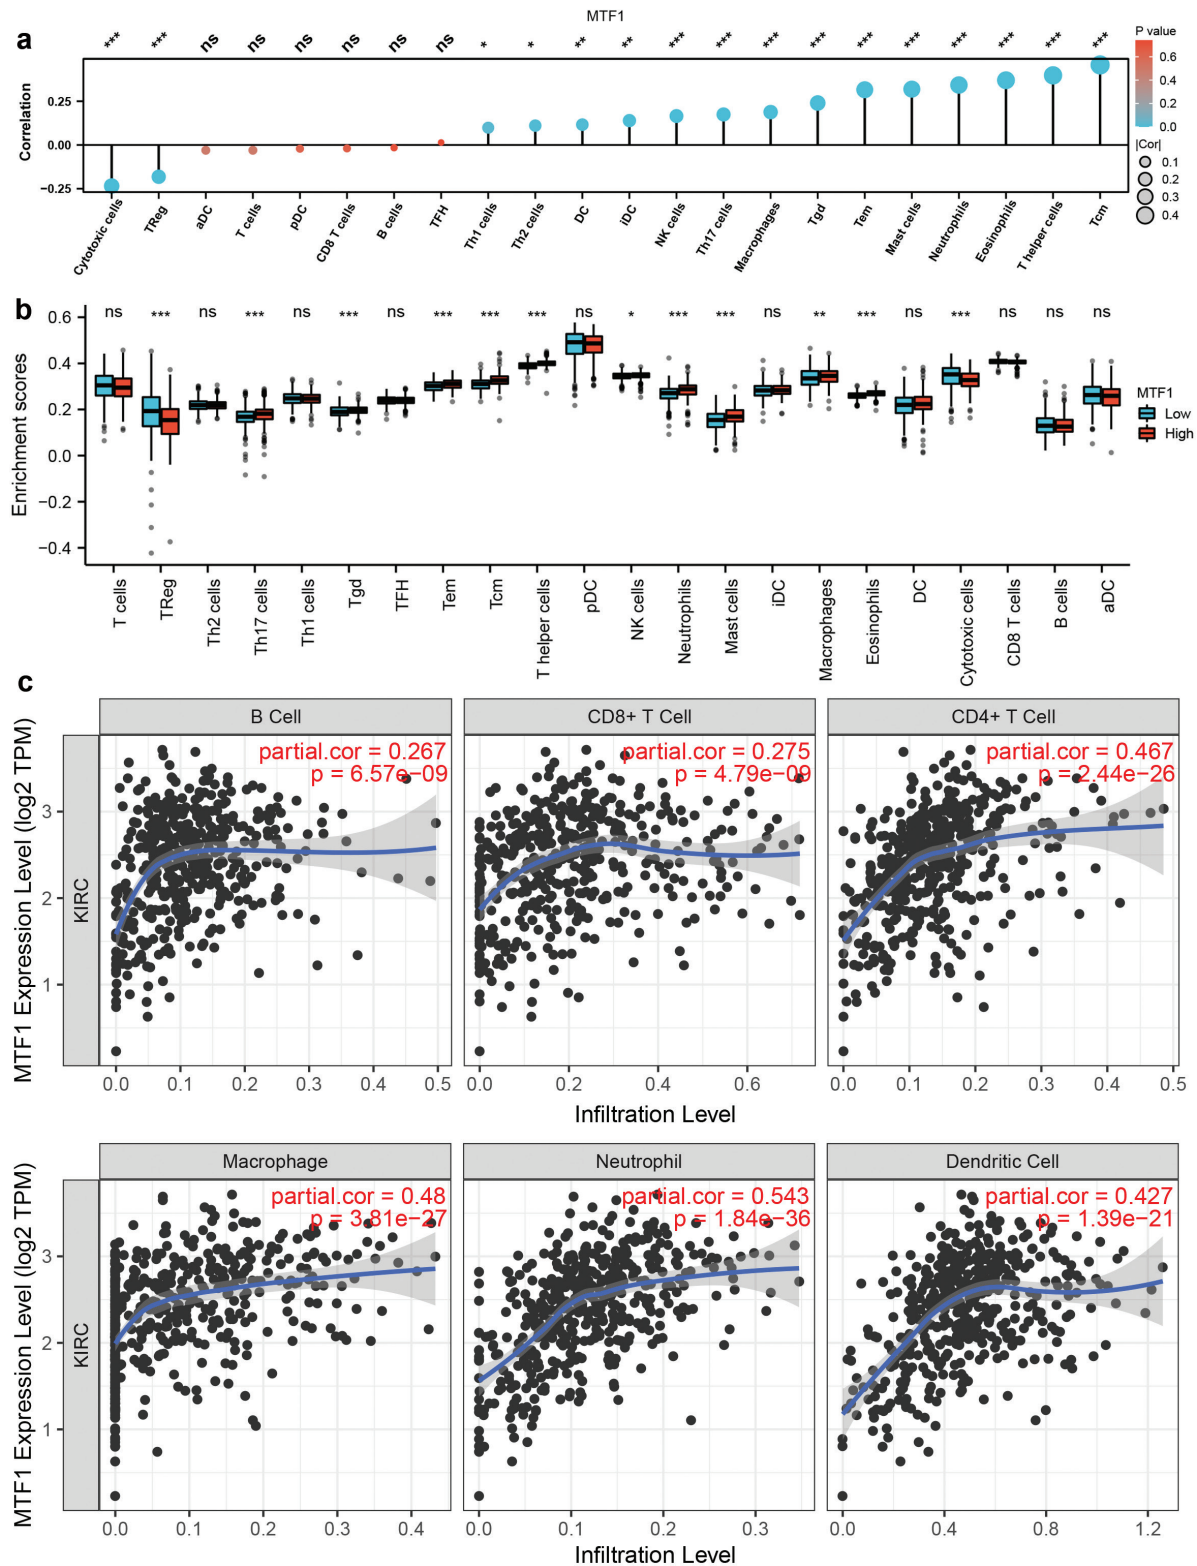 MTF1
a
*** *** ns ns ns ns ns ns * * ** ** *** *** *** *** *** *** *** *** *** ***
Correlation
0.25
0.00
−0.25
Cytotoxic cells TReg aDC T cells pDC CD8 T cells B cells TFH Th1 cells Th2 cells DC iDC NK cells Th17 cells Macrophages Tgd Tem Mast cells Neutrophils Eosinophils T helper cells Tcm
P value
0.6
0.4
0.2
0.0
|Cor|
0.1
0.2
0.3
0.4
b
ns *** ns *** ns *** ns *** *** *** ns * *** *** ns ** *** ns *** ns ns ns
Enrichment scores
0.6
0.4
0.2
0.0
−0.2
−0.4
T cells TReg Th2 cells Th17 cells Th1 cells Tgd TFH Tem Tcm T helper cells pDC NK cells Neutrophils Mast cells iDC Macrophages Eosinophils DC Cytotoxic cells CD8 T cells B cells aDC
MTF1
Low
High
c
B Cell CD8+ T Cell CD4+ T Cell
MTF1 Expression Level (log2 TPM)
KIRC
partial.cor = 0.267
p = 6.57e−09
partial.cor = 0.275
p = 4.79e−09
partial.cor = 0.467
p = 2.44e−26
3
2
1
0.0 0.1 0.2 0.3 0.4 0.5 0.0 0.2 0.4 0.6 0.0 0.1 0.2 0.3 0.4 0.5
Infiltration Level
Macrophage Neutrophil Dendritic Cell
MTF1 Expression Level (log2 TPM)
KIRC
partial.cor = 0.48
p = 3.81e−27
partial.cor = 0.543
p = 1.84e−36
partial.cor = 0.427
p = 1.39e−21
3
2
1
0.0 0.1 0.2 0.3 0.4 0.0 0.1 0.2 0.3 0.0 0.4 0.8 1.2
Infiltration Level